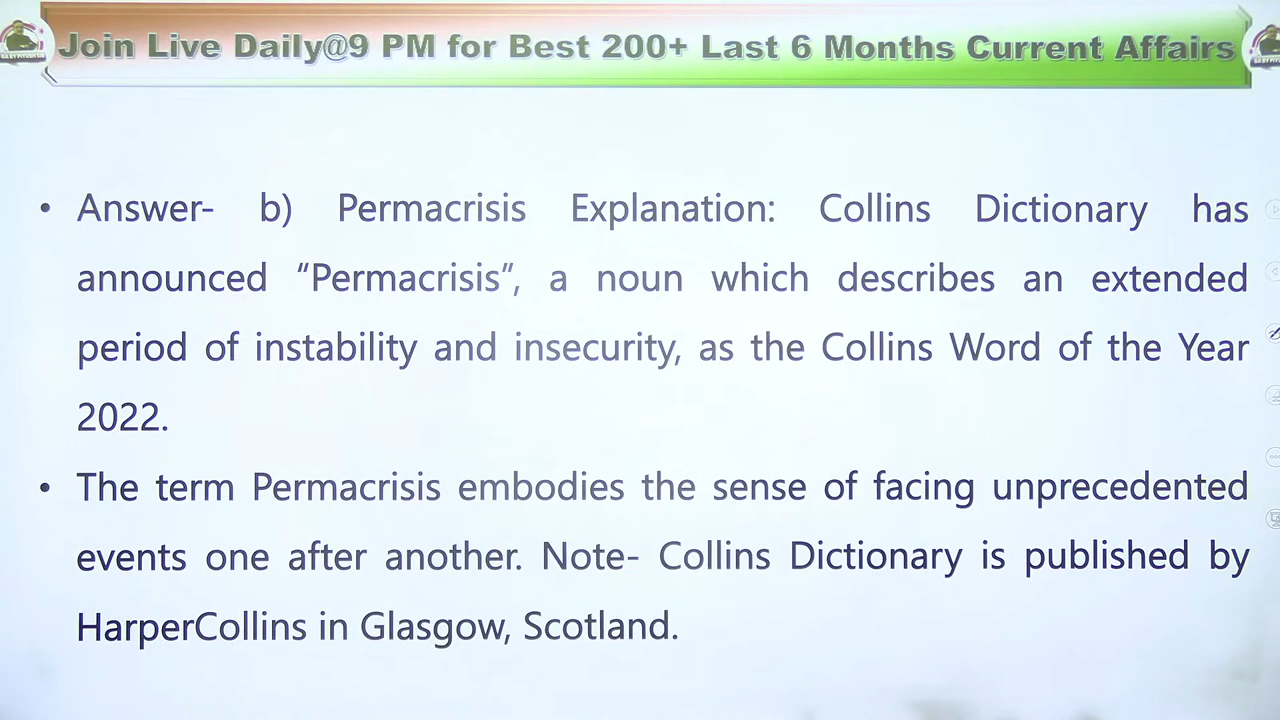 Join Live Daily@9 PM for Best 200+ Last 6 Months Current Affairs
• Answer- b) Permacrisis Explanation: Collins Dictionary has
announced “Permacrisis”, a noun which describes an extended
period of instability and insecurity, as the Collins Word of the Year
2022.
• The term Permacrisis embodies the sense of facing unprecedented
events one after another. Note- Collins Dictionary is published by
HarperCollins in Glasgow, Scotland.